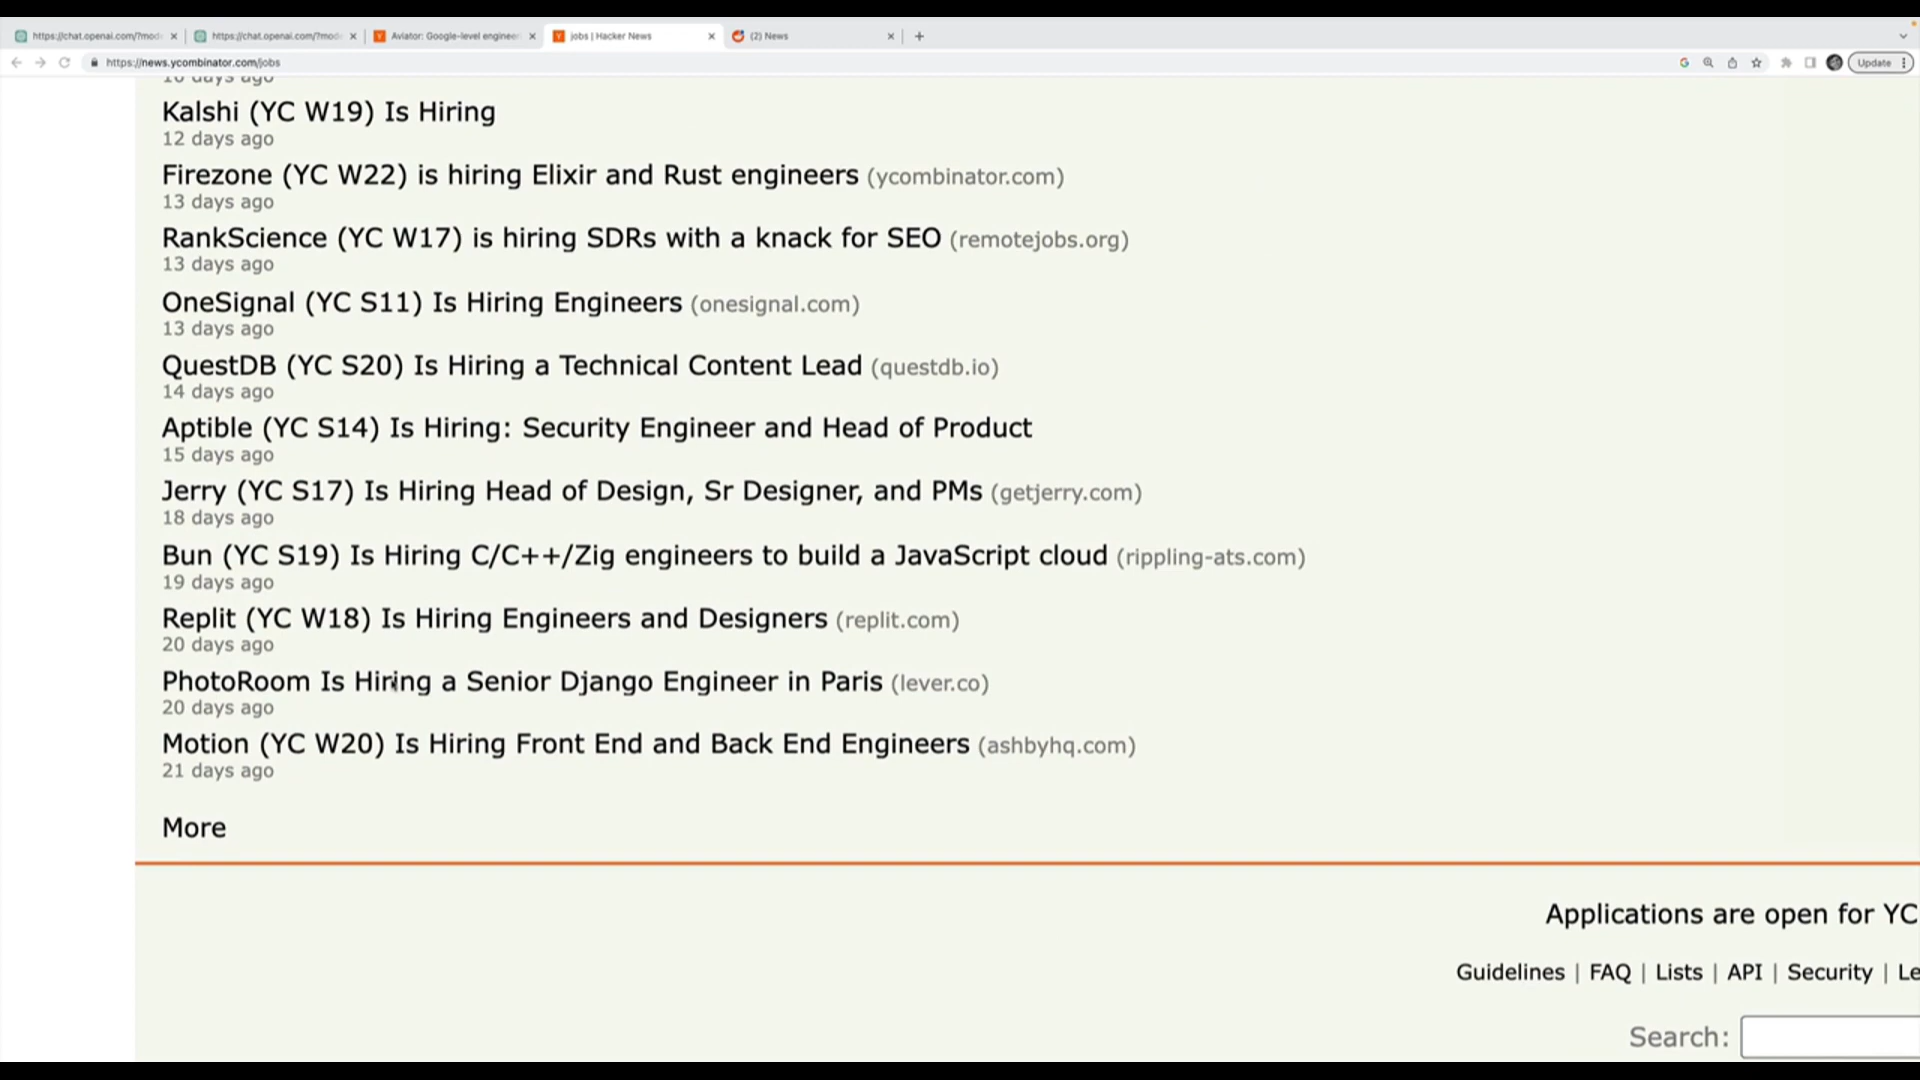 https://chat.openai.com/?mod
https://chat.openai.com/?mod
Aviator: Google-level engineer
jobs | Hacker News
(2) News
https://news.ycombinator.com/jobs
Update
10 days ago
Kalshi (YC W19) Is Hiring
12 days ago
Firezone (YC W22) is hiring Elixir and Rust engineers (ycombinator.com)
13 days ago
RankScience (YC W17) is hiring SDRs with a knack for SEO (remotejobs.org)
13 days ago
OneSignal (YC S11) Is Hiring Engineers (onesignal.com)
13 days ago
QuestDB (YC S20) Is Hiring a Technical Content Lead (questdb.io)
14 days ago
Aptible (YC S14) Is Hiring: Security Engineer and Head of Product
15 days ago
Jerry (YC S17) Is Hiring Head of Design, Sr Designer, and PMs (getjerry.com)
18 days ago
Bun (YC S19) Is Hiring C/C++/Zig engineers to build a JavaScript cloud (rippling-ats.com)
19 days ago
Replit (YC W18) Is Hiring Engineers and Designers (replit.com)
20 days ago
PhotoRoom Is Hiring a Senior Django Engineer in Paris (lever.co)
20 days ago
Motion (YC W20) Is Hiring Front End and Back End Engineers (ashbyhq.com)
21 days ago
More
Applications are open for YC
Guidelines | FAQ | Lists | API | Security | Le
Search: